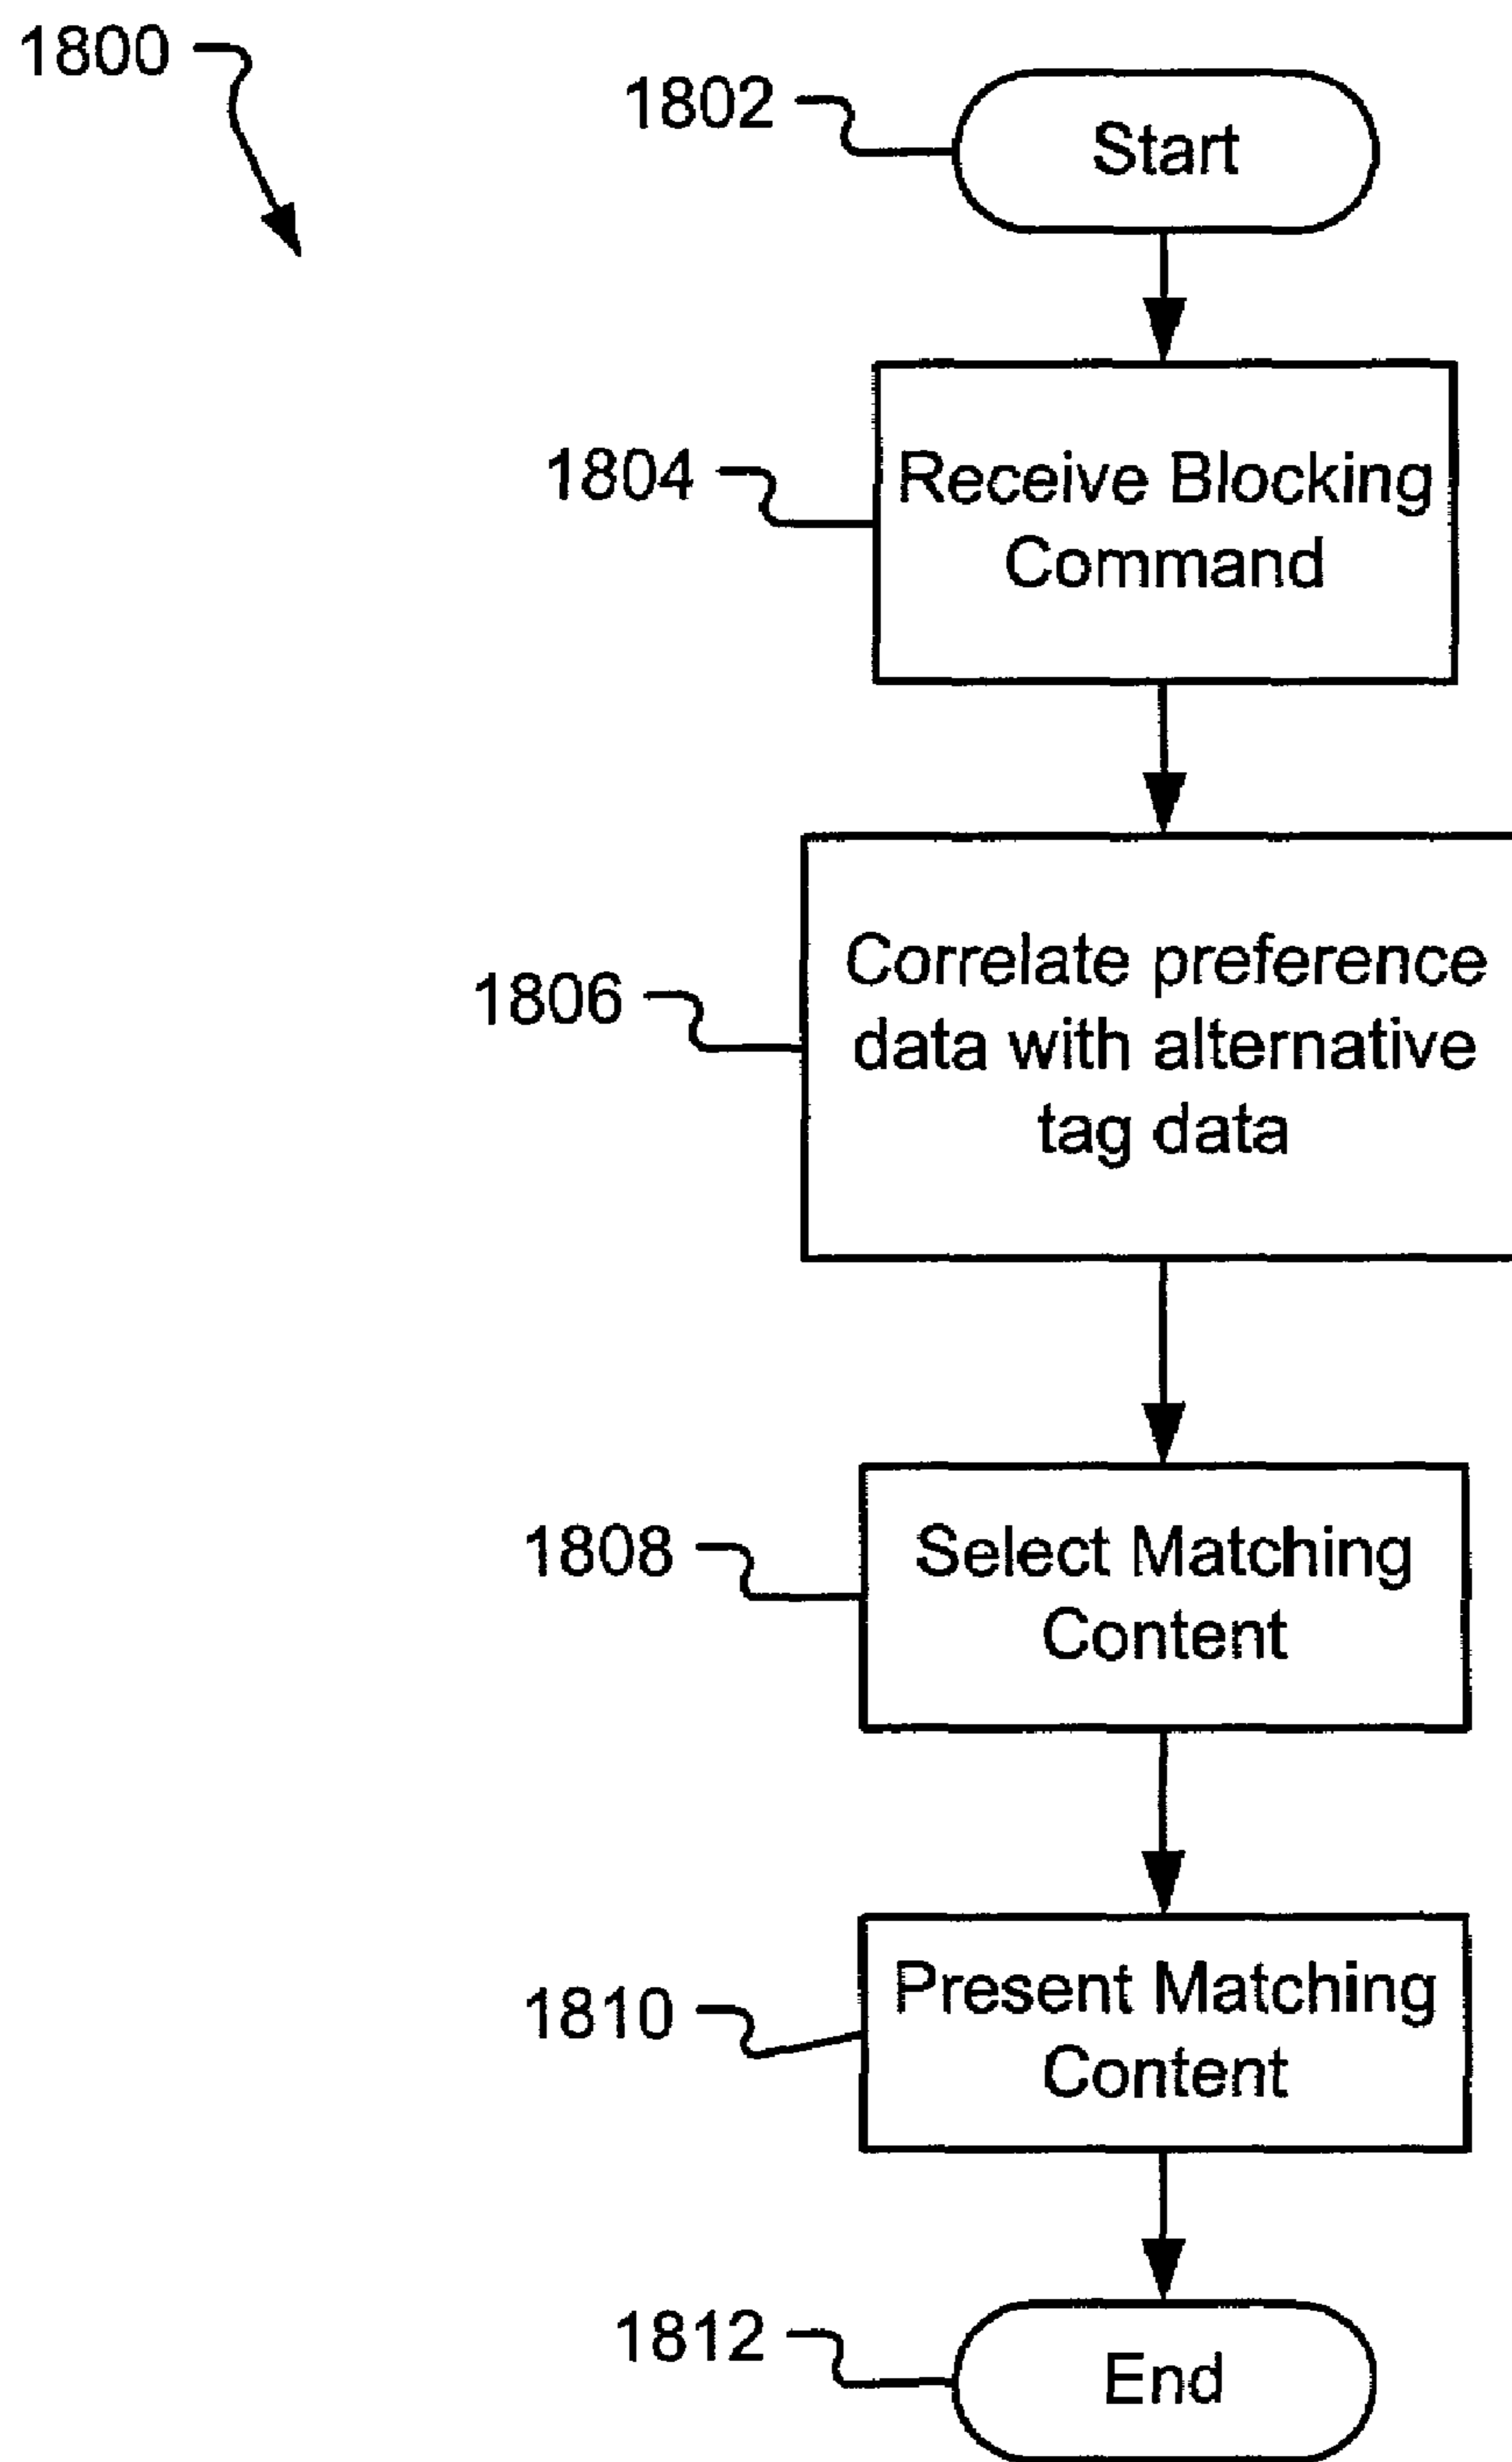 1800
1802
Start
1804
Receive Blocking
Command
1806
Correlate preference
data with alternative
tag data
1808
Select Matching
Content
1810
Present Matching
Content
1812
End